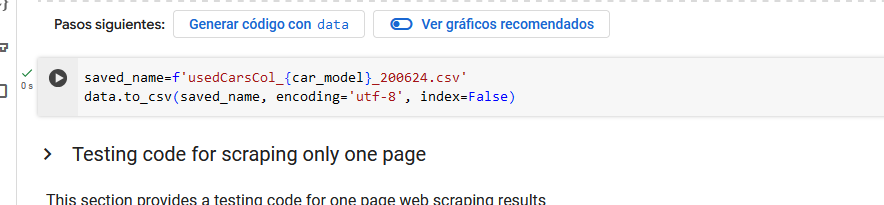 Pasos siguientes: Generar código con data Ver gráficos recomendados
saved_name=f'usedCarsCol_{car_model}_200624.csv'
0 s
data.to_csv(saved_name, encoding='utf-8', index=False)
Testing code for scraping only one page
This section provides a testing code for one page web scraping results